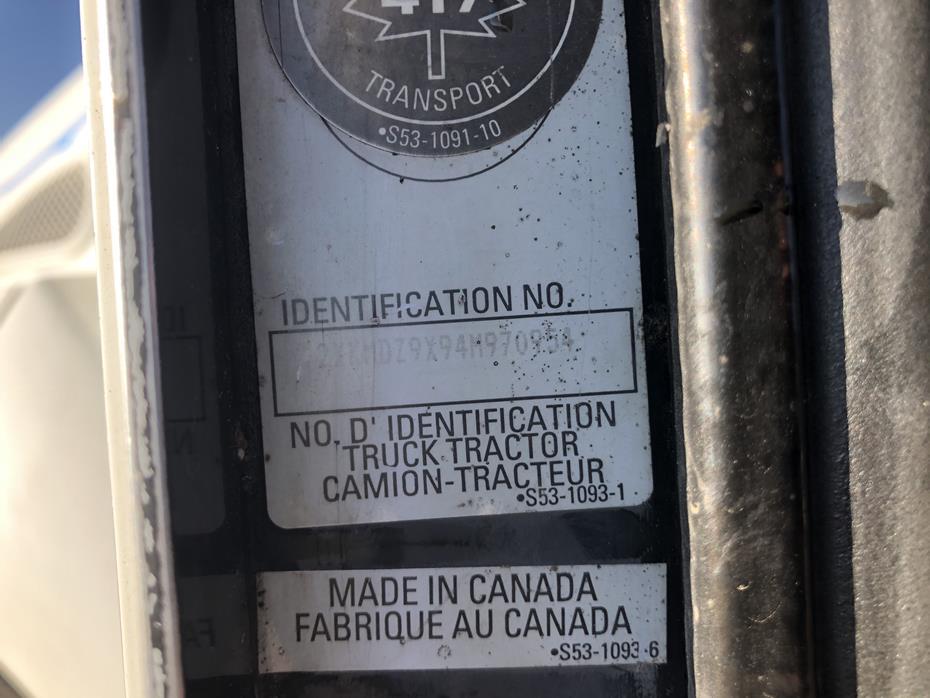 TRANSPORT
•S53-1091-10
IDENTIFICATION NO.
NO. D' IDENTIFICATION
TRUCK TRACTOR
CAMION-TRACTEUR
•S53-1093-1
MADE IN CANADA
FABRIQUE AU CANADA
•S53-1093-6